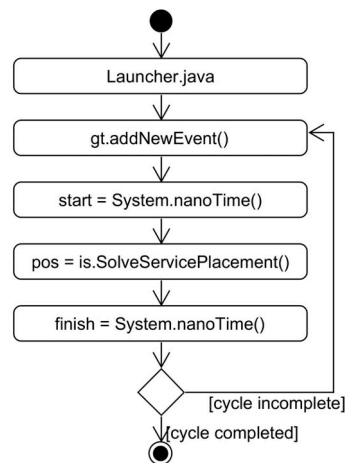 Launcher.java
gt.addNewEvent()
start = System.nanoTime()
pos = is.SolveServicePlacement()
finish = System.nanoTime()
[cycle incomplete]
[cycle completed]